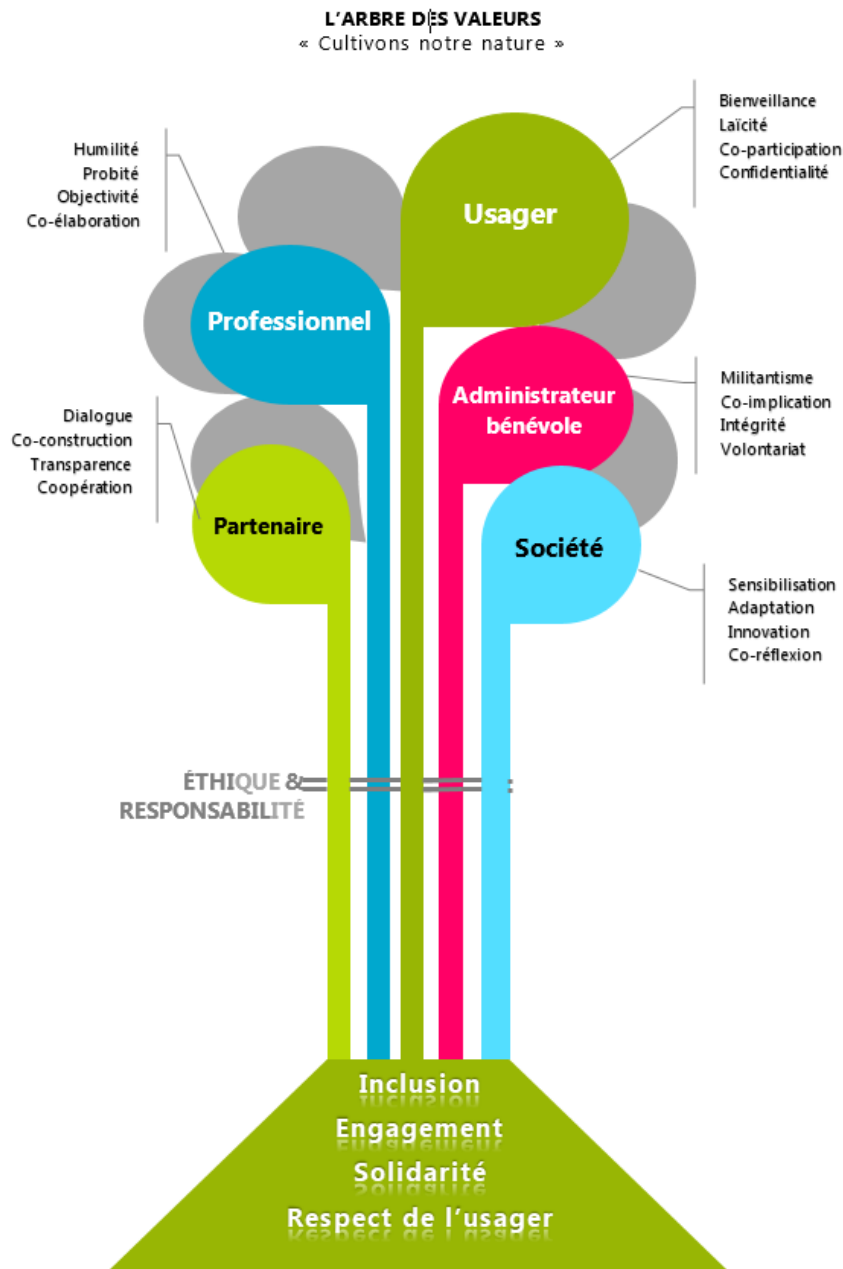 L'ARBRE DES VALEURS
« Cultivons notre nature »
Humilité
Probité
Objectivité
Co-élaboration
Bienveillance
Laïcité
Co-participation
Confidentialité
Usager
Professionnel
Dialogue
Co-construction
Transparence
Coopération
Administrateur
bénévole
Militantisme
Co-implication
Intégrité
Volontariat
Partenaire
Société
Sensibilisation
Adaptation
Innovation
Co-réflexion
ÉTHIQUE &
RESPONSABILITÉ
Inclusion
Engagement
Solidarité
Respect de l'usager